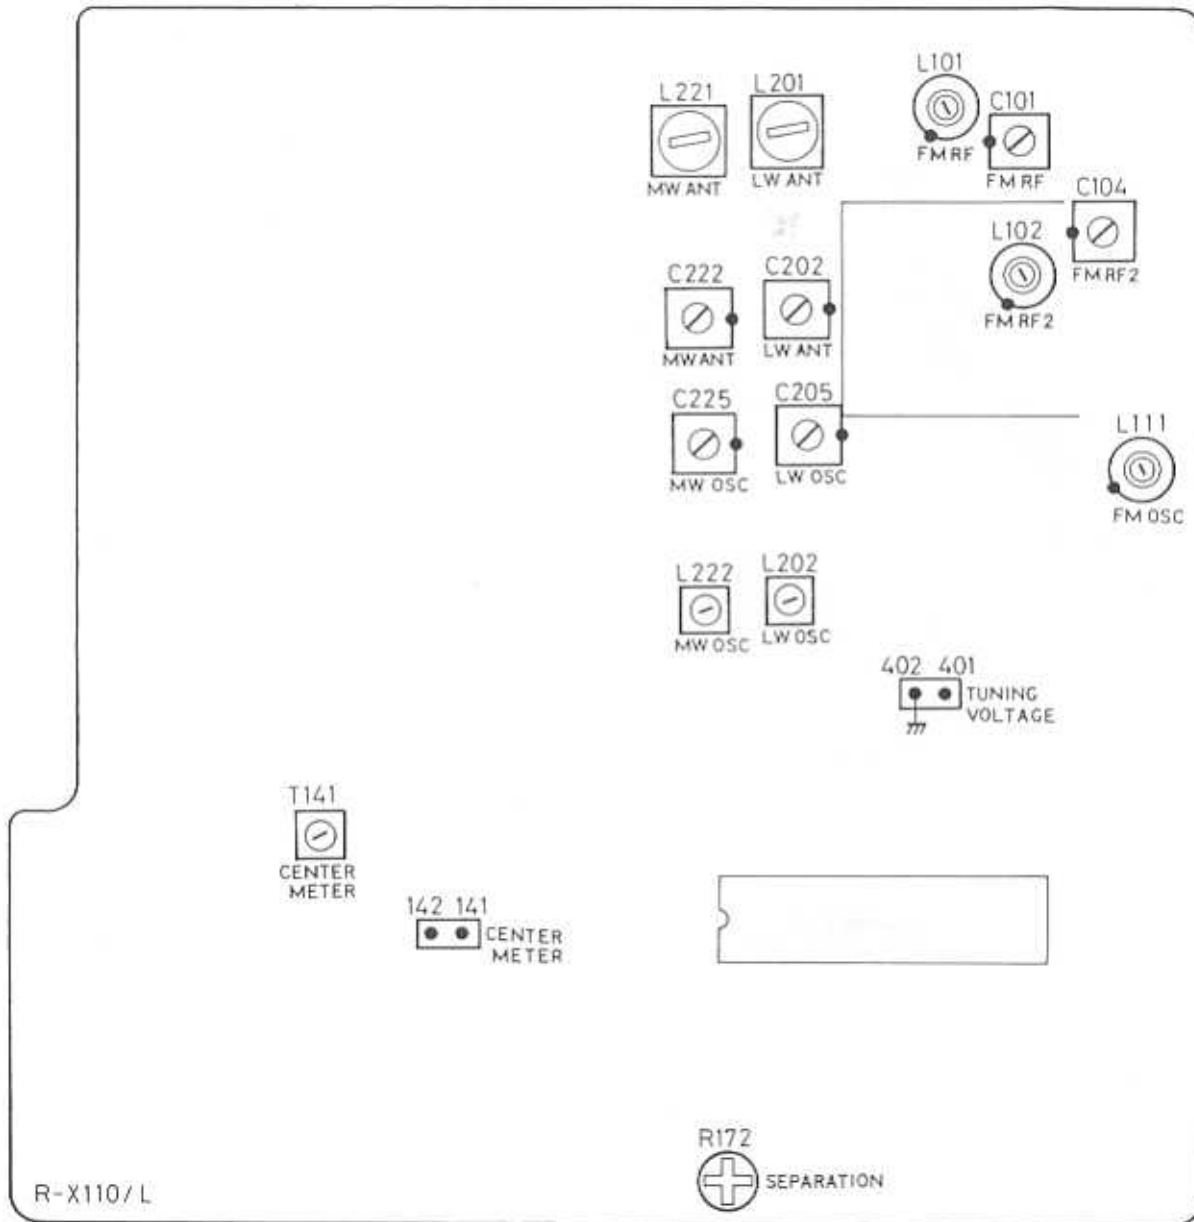 L101
L201
L221
C101
FM RF
FM RF
MW ANT
LW ANT
C104
L102
FM RF2
FM RF2
C222
C202
MW ANT
LW ANT
C225
C205
L111
MW OSC
LW OSC
FM OSC
L222
L202
MW OSC
LW OSC
402 401
TUNING
VOLTAGE
T141
CENTER
METER
142 141
CENTER
METER
R172
SEPARATION
R-X110/L